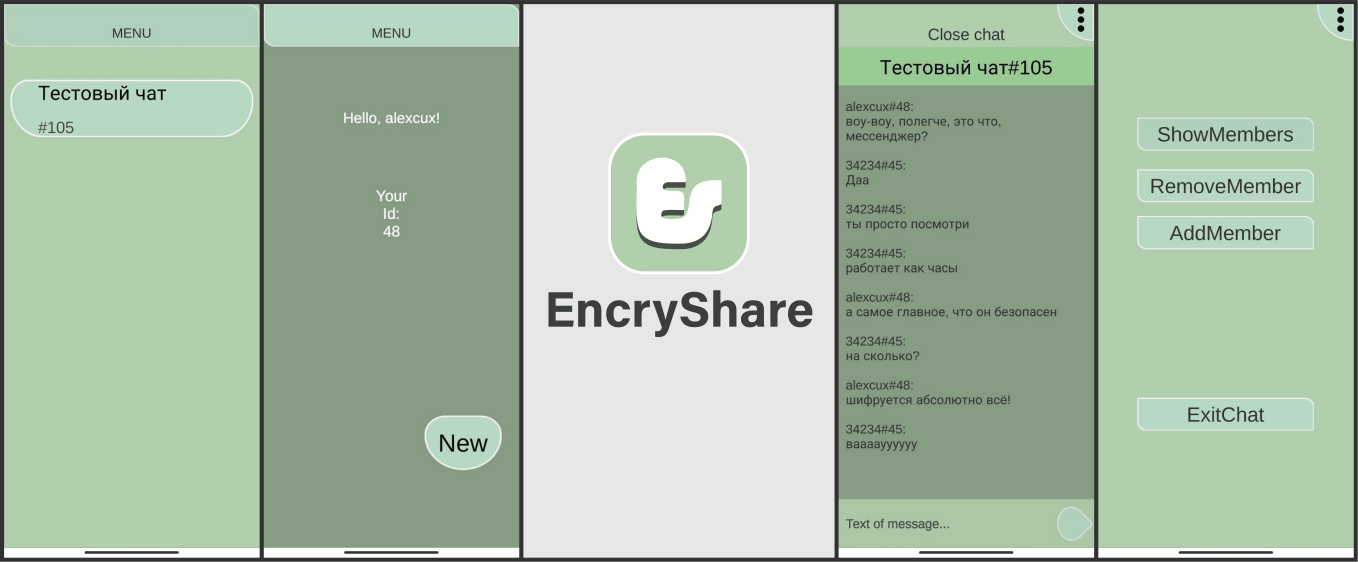 MENU
Тестовый чат
#105
MENU
Hello, alexcux!
Your
Id:
48
New
Es
EncryShare
Close chat
Тестовый чат#105
alexcux#48:
воу-воу, полегче, это что,
мессенджер?
34234#45:
Даа
34234#45:
ты просто посмотри
34234#45:
работает как часы
alexcux#48:
а самое главное, что он безопасен
34234#45:
на сколько?
alexcux#48:
шифруется абсолютно всё!
34234#45:
ваааауууууу
Text of message...
ShowMembers
RemoveMember
AddMember
ExitChat